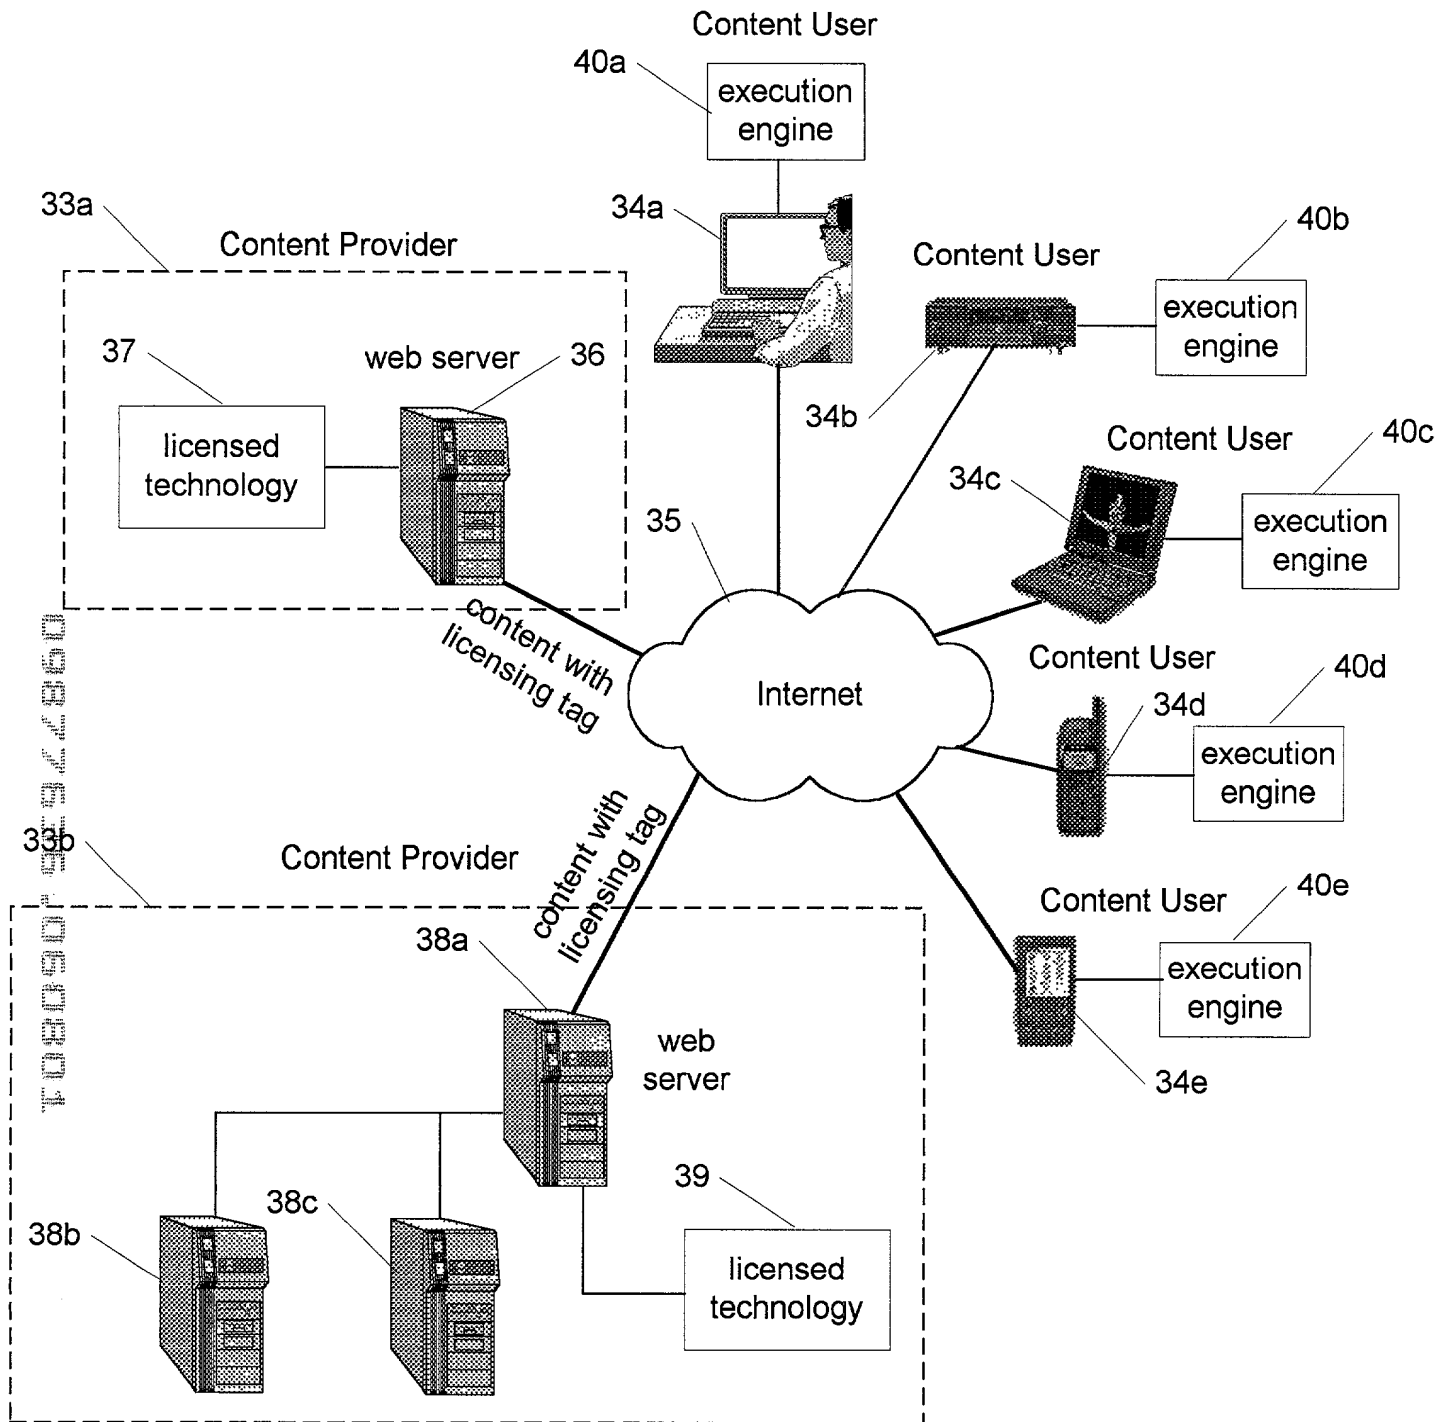 Content User
40a
execution
engine
33a
34a
Content Provider
40b
Content User
execution
engine
37
web server
36
34b
licensed
technology
Content User
40c
34c
execution
engine
35
content with
licensing tag
Internet
Content User
40d
34d
execution
engine
09877635.060801
33b
Content Provider
content with
licensing tag
Content User
40e
execution
engine
34e
38a
web
server
39
38b
38c
licensed
technology